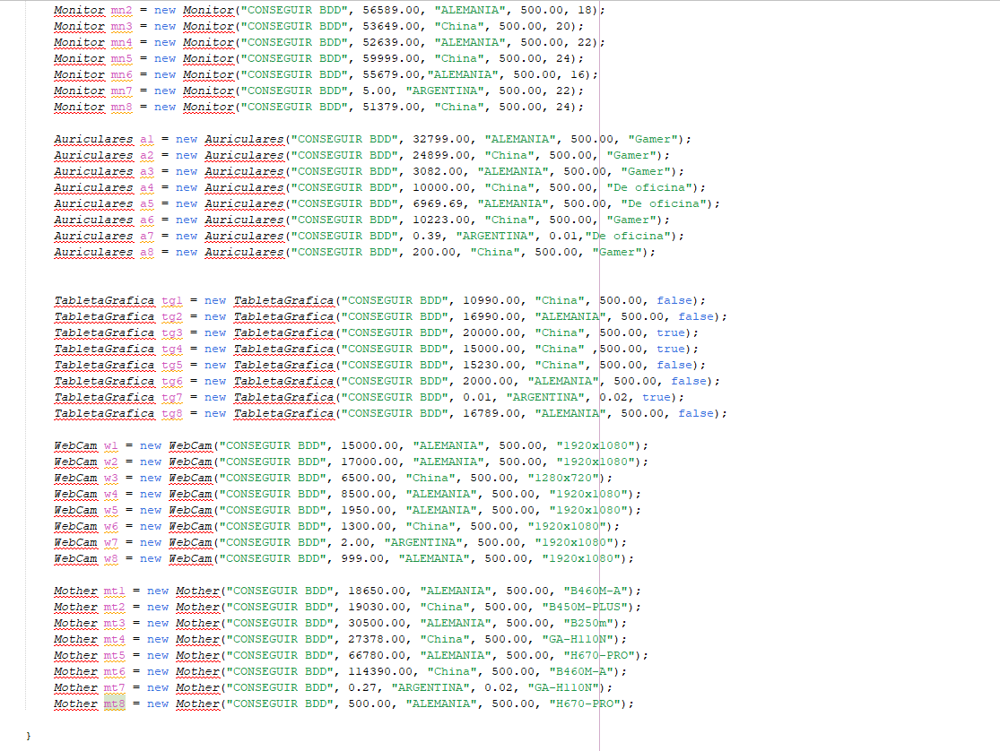 Monitor mn2 = new Monitor("CONSEGUIR BDD", 56589.00, "ALEMANIA", 500.00, 18);
Monitor mn3 = new Monitor("CONSEGUIR BDD", 53649.00, "China", 500.00, 20);
Monitor mn4 = new Monitor("CONSEGUIR BDD", 52639.00, "ALEMANIA", 500.00, 22);
Monitor mn5 = new Monitor("CONSEGUIR BDD", 59999.00, "China", 500.00, 24);
Monitor mn6 = new Monitor("CONSEGUIR BDD", 55679.00,"ALEMANIA", 500.00, 16);
Monitor mn7 = new Monitor("CONSEGUIR BDD", 5.00, "ARGENTINA", 500.00, 22);
Monitor mn8 = new Monitor("CONSEGUIR BDD", 51379.00, "China", 500.00, 24);
Auriculares a1 = new Auriculares("CONSEGUIR BDD", 32799.00, "ALEMANIA", 500.00, "Gamer");
Auriculares a2 = new Auriculares("CONSEGUIR BDD", 24899.00, "China", 500.00, "Gamer");
Auriculares a3 = new Auriculares("CONSEGUIR BDD", 3082.00, "ALEMANIA", 500.00, "Gamer");
Auriculares a4 = new Auriculares("CONSEGUIR BDD", 10000.00, "China", 500.00, "De oficina");
Auriculares a5 = new Auriculares("CONSEGUIR BDD", 6969.69, "ALEMANIA", 500.00, "De oficina");
Auriculares a6 = new Auriculares("CONSEGUIR BDD", 10223.00, "China", 500.00, "Gamer");
Auriculares a7 = new Auriculares("CONSEGUIR BDD", 0.39, "ARGENTINA", 0.01,"De oficina");
Auriculares a8 = new Auriculares("CONSEGUIR BDD", 200.00, "China", 500.00, "Gamer");
TabletaGrafica tg1 = new TabletaGrafica("CONSEGUIR BDD", 10990.00, "China", 500.00, false);
TabletaGrafica tg2 = new TabletaGrafica("CONSEGUIR BDD", 16990.00, "ALEMANIA", 500.00, false);
TabletaGrafica tg3 = new TabletaGrafica("CONSEGUIR BDD", 20000.00, "China", 500.00, true);
TabletaGrafica tg4 = new TabletaGrafica("CONSEGUIR BDD", 15000.00, "China" ,500.00, true);
TabletaGrafica tg5 = new TabletaGrafica("CONSEGUIR BDD", 15230.00, "China", 500.00, false);
TabletaGrafica tg6 = new TabletaGrafica("CONSEGUIR BDD", 2000.00, "ALEMANIA", 500.00, false);
TabletaGrafica tg7 = new TabletaGrafica("CONSEGUIR BDD", 0.01, "ARGENTINA", 0.02, true);
TabletaGrafica tg8 = new TabletaGrafica("CONSEGUIR BDD", 16789.00, "ALEMANIA", 500.00, false);
WebCam w1 = new WebCam("CONSEGUIR BDD", 15000.00, "ALEMANIA", 500.00, "1920x1080");
WebCam w2 = new WebCam("CONSEGUIR BDD", 17000.00, "ALEMANIA", 500.00, "1920x1080");
WebCam w3 = new WebCam("CONSEGUIR BDD", 6500.00, "China", 500.00, "1280x720");
WebCam w4 = new WebCam("CONSEGUIR BDD", 8500.00, "ALEMANIA", 500.00, "1920x1080");
WebCam w5 = new WebCam("CONSEGUIR BDD", 1950.00, "ALEMANIA", 500.00, "1920x1080");
WebCam w6 = new WebCam("CONSEGUIR BDD", 1300.00, "China", 500.00, "1920x1080");
WebCam w7 = new WebCam("CONSEGUIR BDD", 2.00, "ARGENTINA", 500.00, "1920x1080");
WebCam w8 = new WebCam("CONSEGUIR BDD", 999.00, "ALEMANIA", 500.00, "1920x1080");
Mother mt1 = new Mother("CONSEGUIR BDD", 18650.00, "ALEMANIA", 500.00, "B460M-A");
Mother mt2 = new Mother("CONSEGUIR BDD", 19030.00, "China", 500.00, "B450M-PLUS");
Mother mt3 = new Mother("CONSEGUIR BDD", 30500.00, "ALEMANIA", 500.00, "B250m");
Mother mt4 = new Mother("CONSEGUIR BDD", 27378.00, "China", 500.00, "GA-H110N");
Mother mt5 = new Mother("CONSEGUIR BDD", 66780.00, "ALEMANIA", 500.00, "H670-PRO");
Mother mt6 = new Mother("CONSEGUIR BDD", 114390.00, "China", 500.00, "B460M-A");
Mother mt7 = new Mother("CONSEGUIR BDD", 0.27, "ARGENTINA", 0.02, "GA-H110N");
Mother mt8 = new Mother("CONSEGUIR BDD", 500.00, "ALEMANIA", 500.00, "H670-PRO");
}